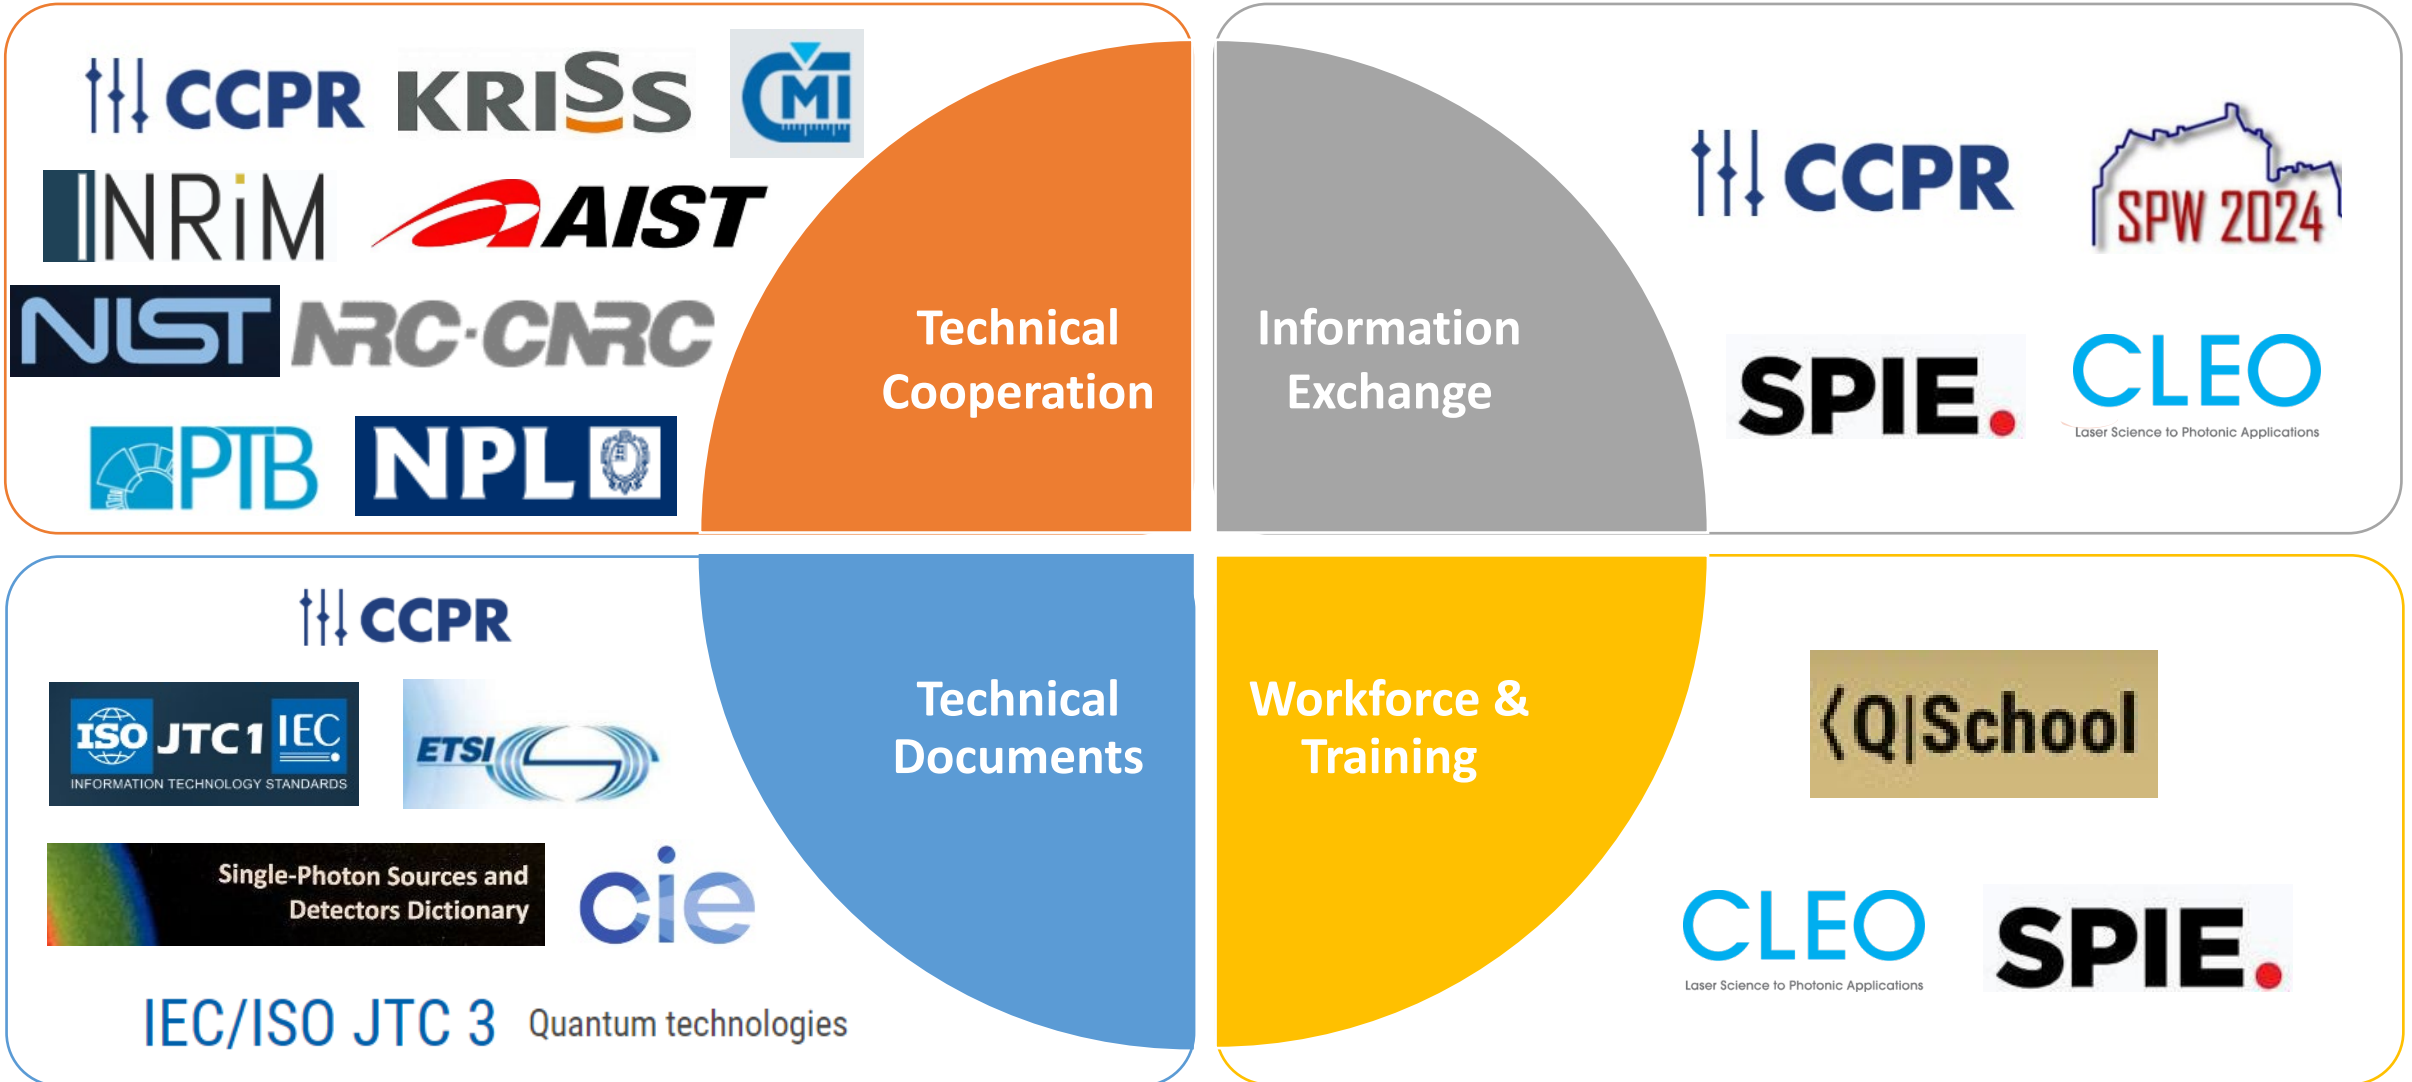 CCPR
KRISS
CMI
INRiM
AIST
NIST
NRC·CNRC
PTB
NPL
Technical
Cooperation
Information
Exchange
CCPR
SPW 2024
SPIE.
CLEO
Laser Science to Photonic Applications
CCPR
ISO JTC 1 IEC
INFORMATION TECHNOLOGY STANDARDS
ETSI
Single-Photon Sources and
Detectors Dictionary
cie
IEC/ISO JTC 3 Quantum technologies
Technical
Documents
Workforce &
Training
⟨Q|School
CLEO
Laser Science to Photonic Applications
SPIE.